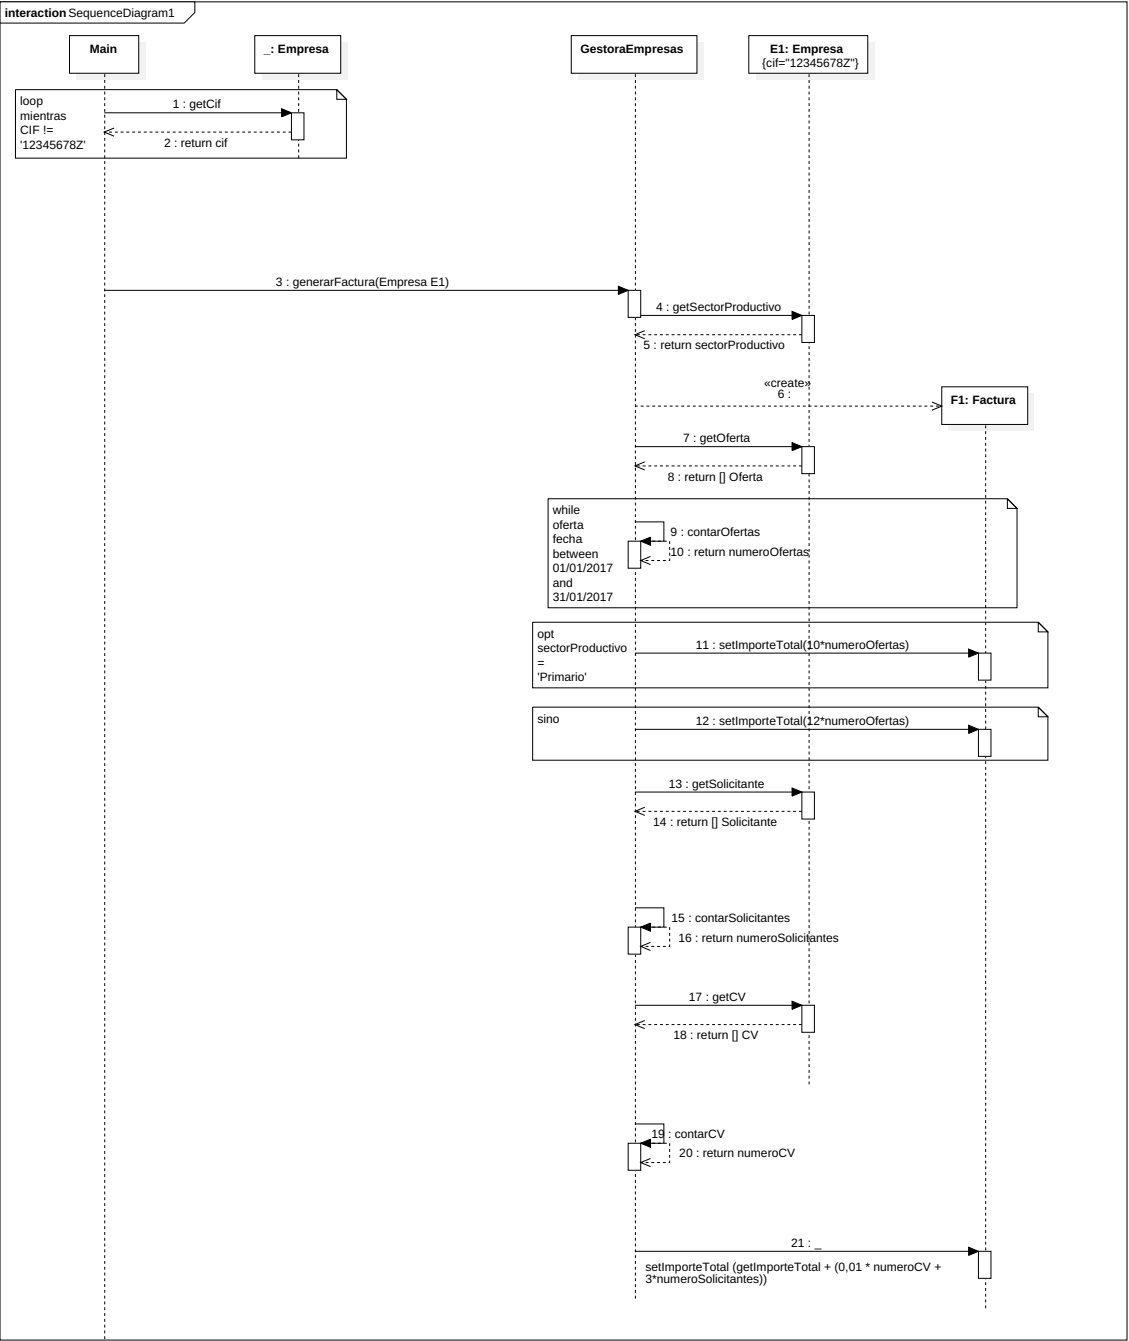 interaction SequenceDiagram1
Main
_: Empresa
GestoraEmpresas
E1: Empresa
{cif="12345678Z"}
loop
mientras
CIF !=
'12345678Z'
1 : getCif
2 : return cif
3 : generarFactura(Empresa E1)
4 : getSectorProductivo
5 : return sectorProductivo
«create»
6 :
F1: Factura
7 : getOferta
8 : return [] Oferta
while
oferta
fecha
between
01/01/2017
and
31/01/2017
9 : contarOfertas
10 : return numeroOfertas
opt
sectorProductivo
=
'Primario'
11 : setImporteTotal(10*numeroOfertas)
sino
12 : setImporteTotal(12*numeroOfertas)
13 : getSolicitante
14 : return [] Solicitante
15 : contarSolicitantes
16 : return numeroSolicitantes
17 : getCV
18 : return [] CV
19 : contarCV
20 : return numeroCV
21 : _
setImporteTotal (getImporteTotal + (0,01 * numeroCV +
3*numeroSolicitantes))